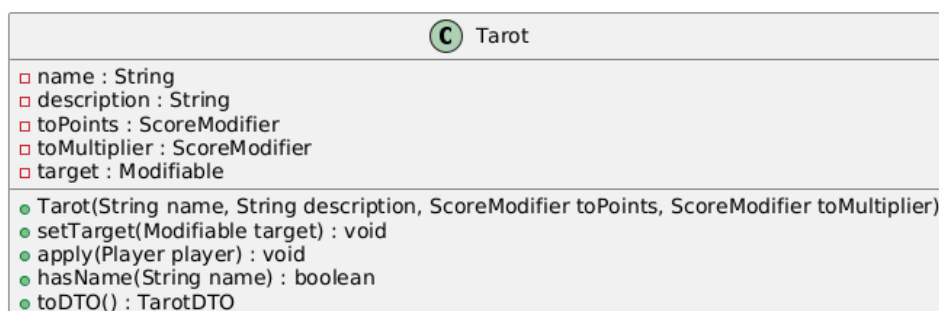 C Tarot
name : String
description : String
toPoints : ScoreModifier
toMultiplier : ScoreModifier
target : Modifiable
Tarot(String name, String description, ScoreModifier toPoints, ScoreModifier toMultiplier)
setTarget(Modifiable target) : void
apply(Player player) : void
hasName(String name) : boolean
toDTO() : TarotDTO